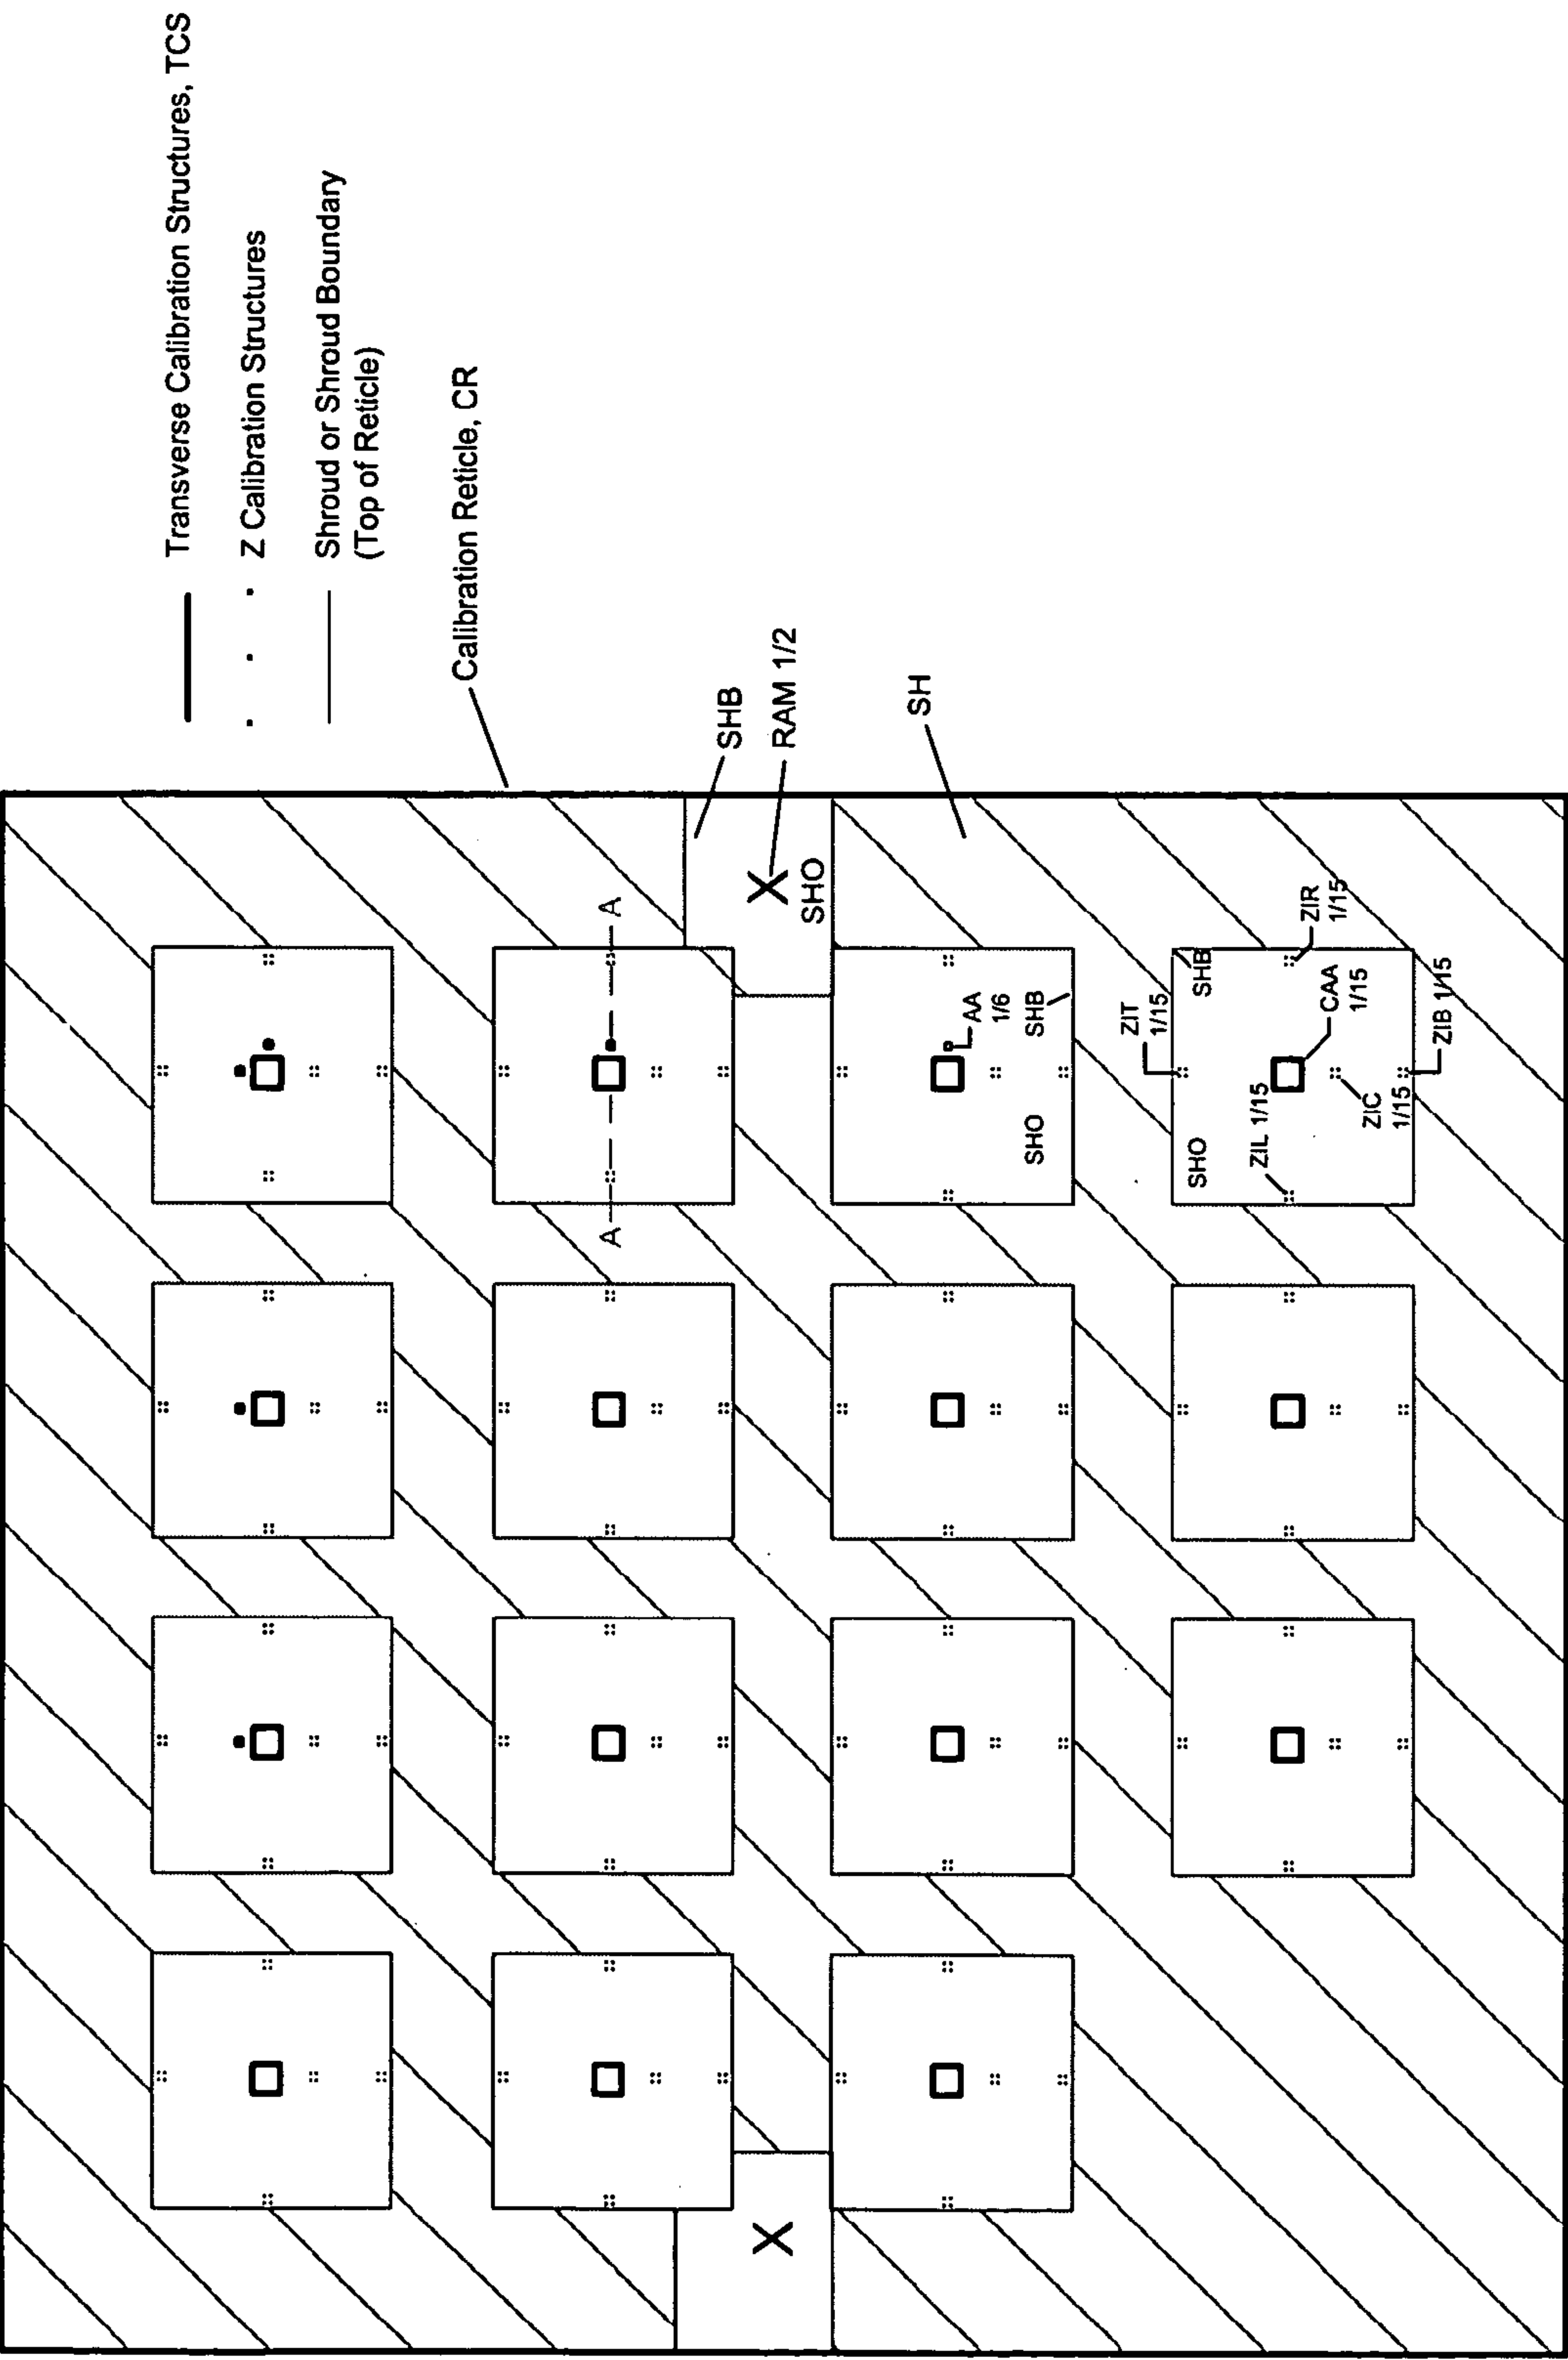 Transverse Calibration Structures, TCS
Z Calibration Structures
Shroud or Shroud Boundary
(Top of Reticle)
Calibration Reticle, CR
SHB
RAM 1/2
SH
X
SHO
A
A
AA
1/6
SHB
SHO
ZIT
1/15
SHB
ZIR
1/15
SHO
ZIL 1/15
CAA
1/15
ZIC
1/15
ZIB 1/15
X